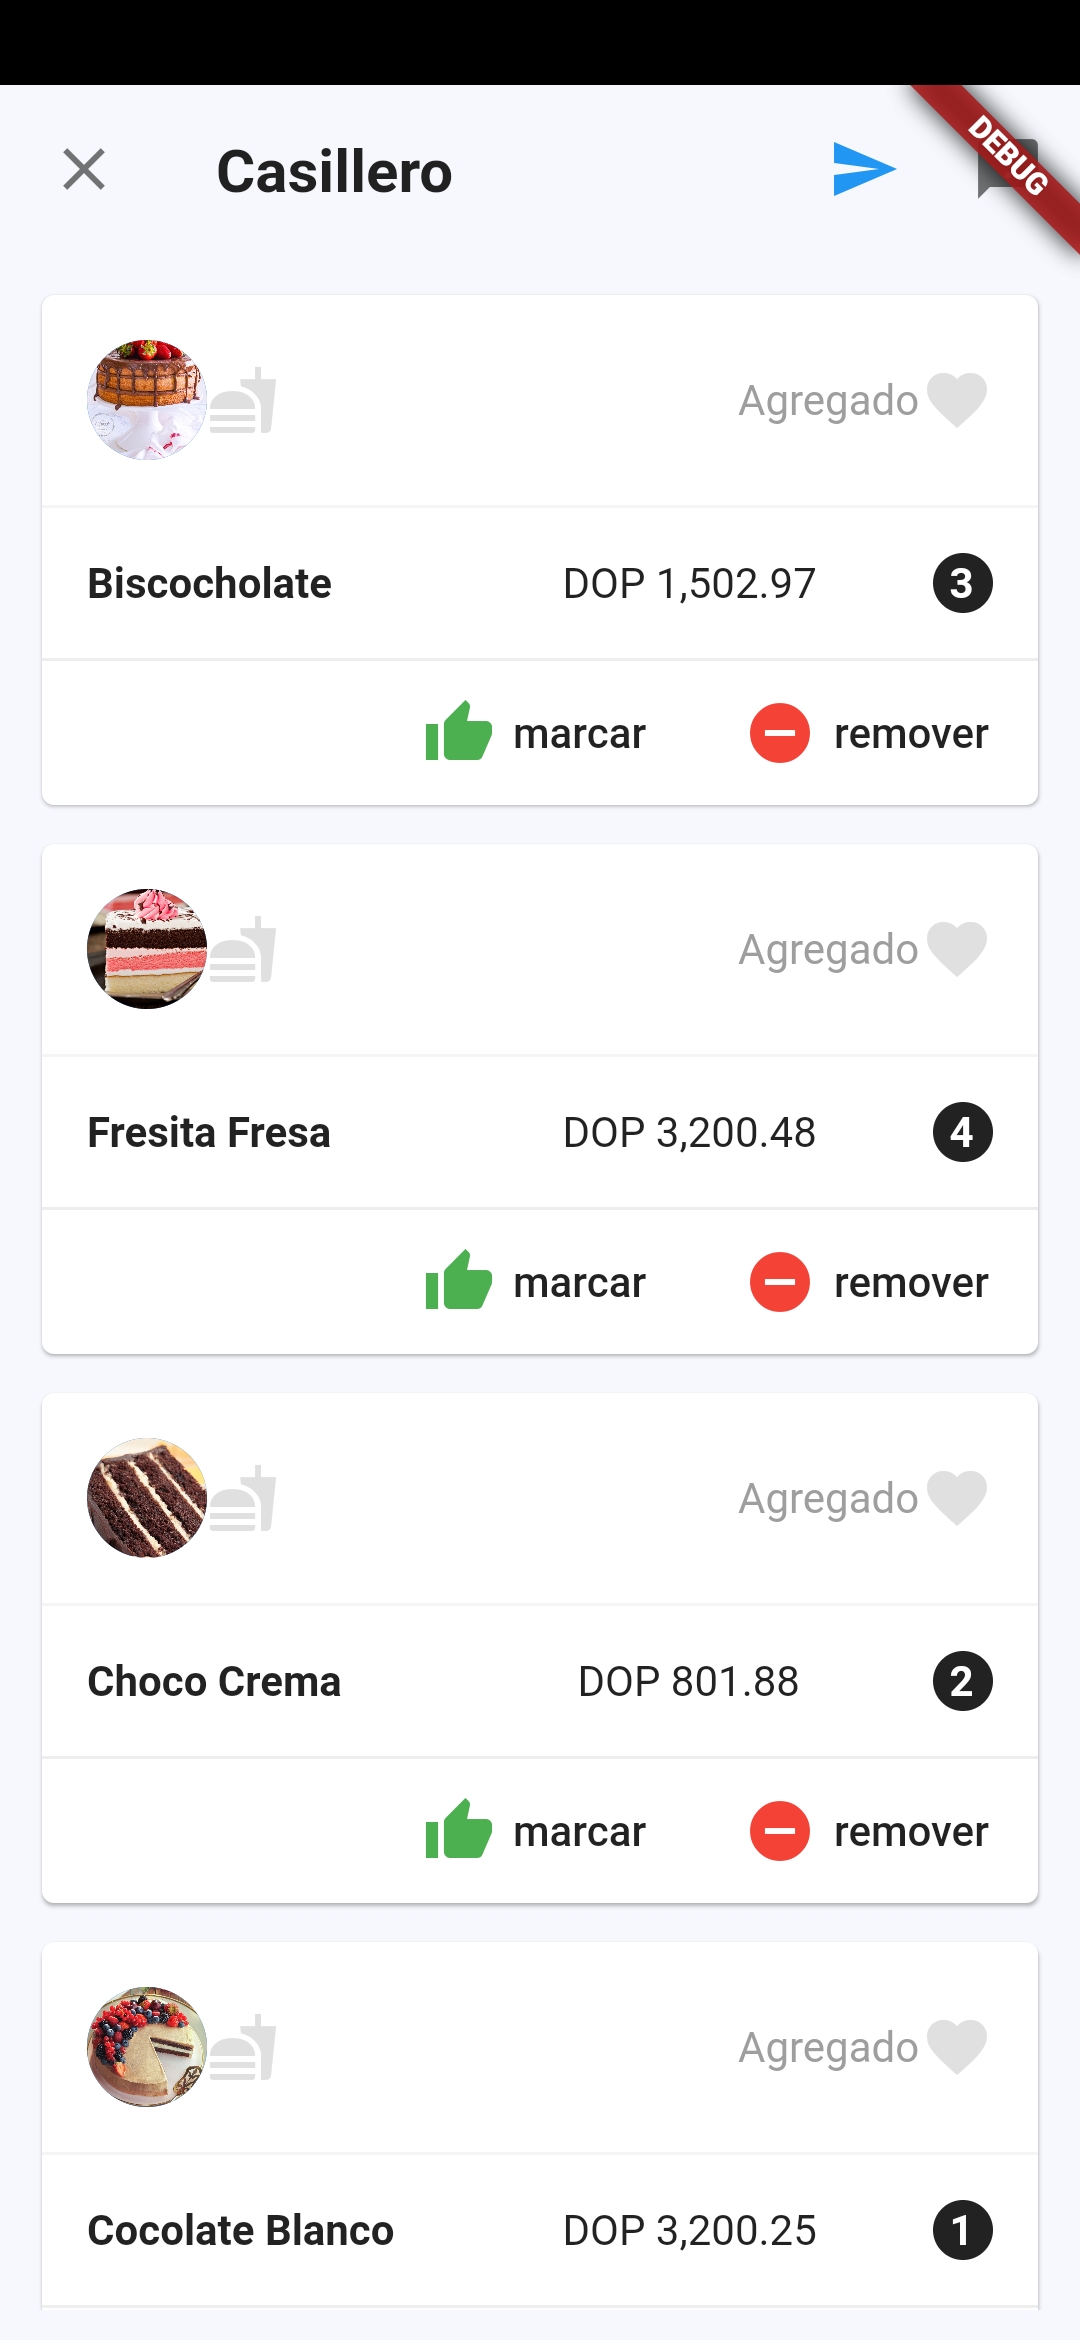 Casillero
DEBUG
Agregado
Biscocholate DOP 1,502.97 3
marcar remover
Agregado
Fresita Fresa DOP 3,200.48 4
marcar remover
Agregado
Choco Crema DOP 801.88 2
marcar remover
Agregado
Cocolate Blanco DOP 3,200.25 1